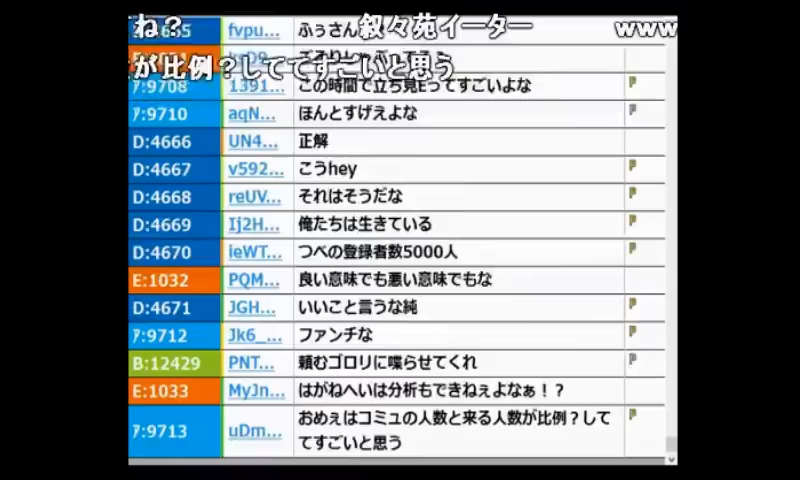 ね？ 叙々苑イーター www
fvpu... ふぅさん
が比例？しててすごいと思う
ｱ:9708 1391... この時間で立ち見Eってすごいよな P
ｱ:9710 aqN... ほんとすげえよな P
D:4666 UN4... 正解
D:4667 v592... こうhey P
D:4668 reUV... それはそうだな P
D:4669 Ij2H... 俺たちは生きている P
D:4670 ieWT... つべの登録者数5000人 P
E:1032 PQM... 良い意味でも悪い意味でもな
D:4671 JGH... いいこと言うな純 P
ｱ:9712 Jk6_... ファンチな P
B:12429 PNT... 頼むゴロリに喋らせてくれ P
E:1033 MyJn... はがねへいは分析もできねぇよなぁ！？
ｱ:9713 uDm... おめぇはコミュの人数と来る人数が比例？して P
てすごいと思う